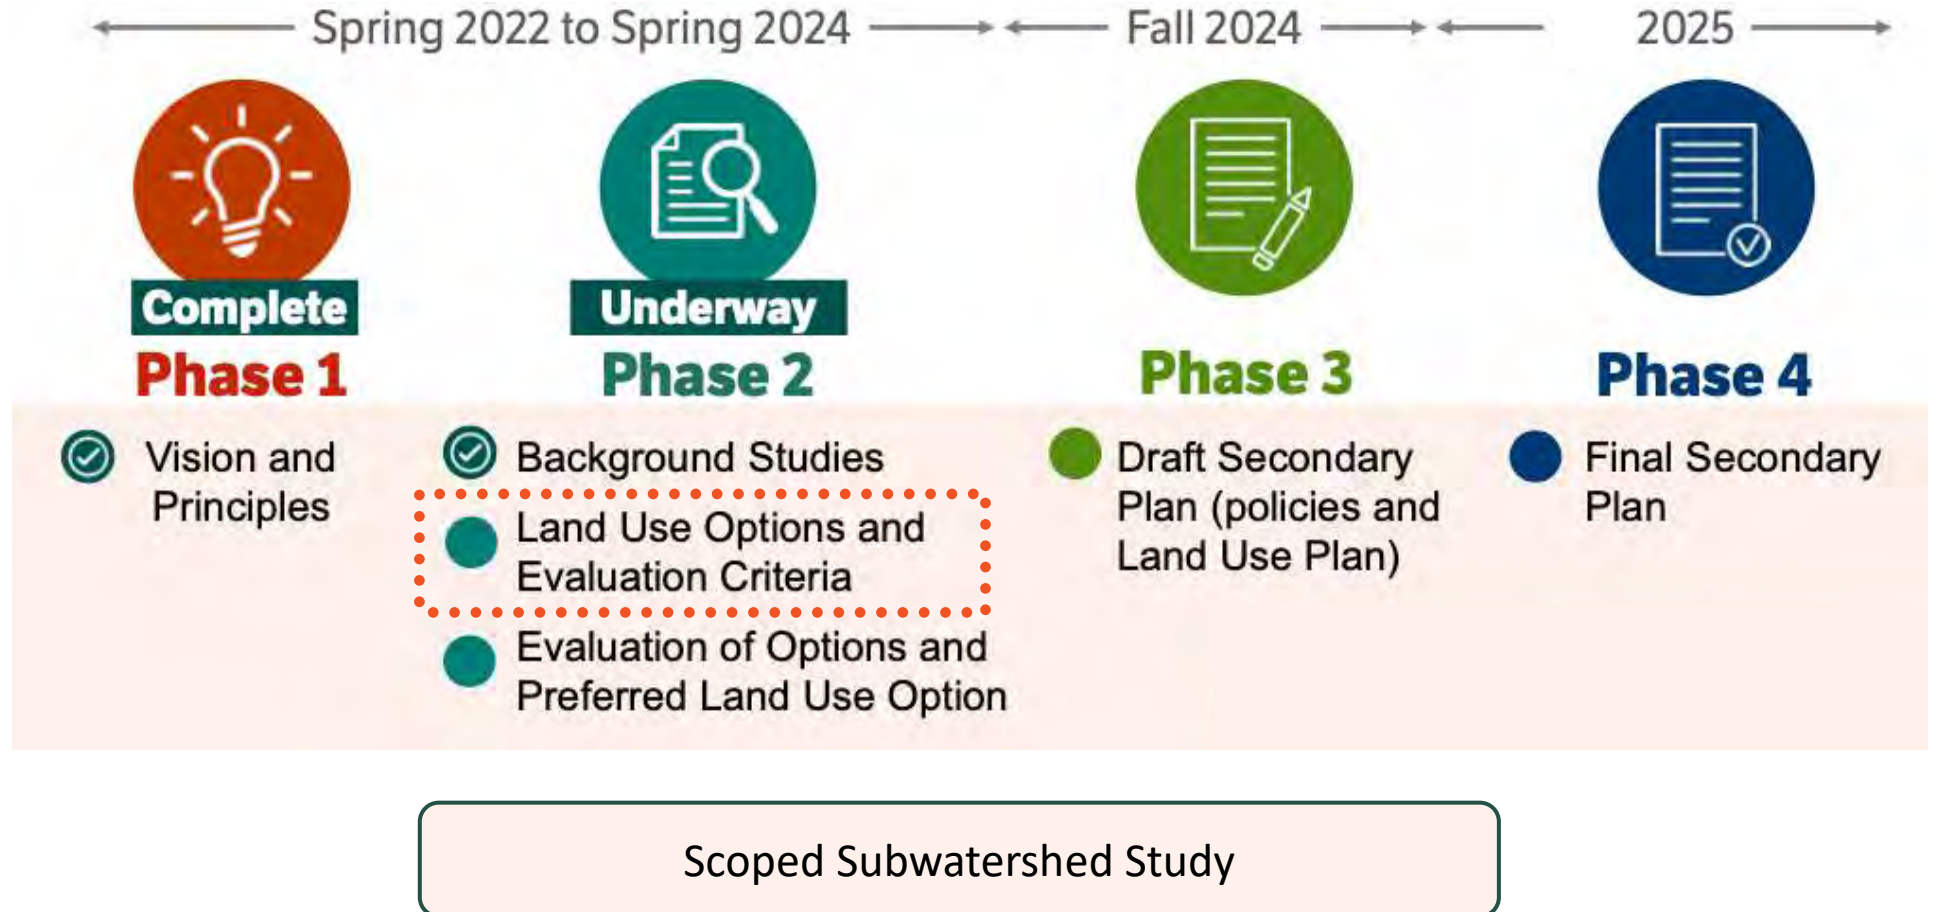 Spring 2022 to Spring 2024
Fall 2024
2025
Complete
Underway
Phase 1
Phase 2
Phase 3
Phase 4
Vision and
Principles
Background Studies
Land Use Options and
Evaluation Criteria
Evaluation of Options and
Preferred Land Use Option
Draft Secondary
Plan (policies and
Land Use Plan)
Final Secondary
Plan
Scoped Subwatershed Study